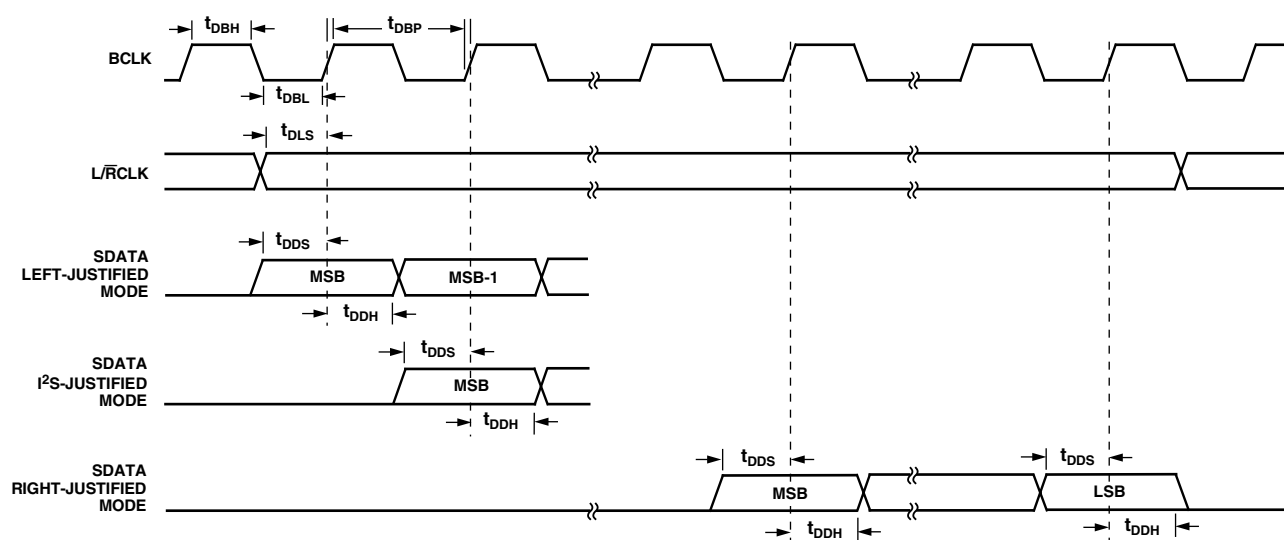 tDBH
tDBP
BCLK
tDBL
tDLS
L/R̅CLK
tDDS
SDATA
LEFT-JUSTIFIED
MODE
MSB
MSB-1
tDDH
SDATA
I²S-JUSTIFIED
MODE
tDDS
MSB
tDDH
SDATA
RIGHT-JUSTIFIED
MODE
tDDS
tDDS
MSB
LSB
tDDH
tDDH